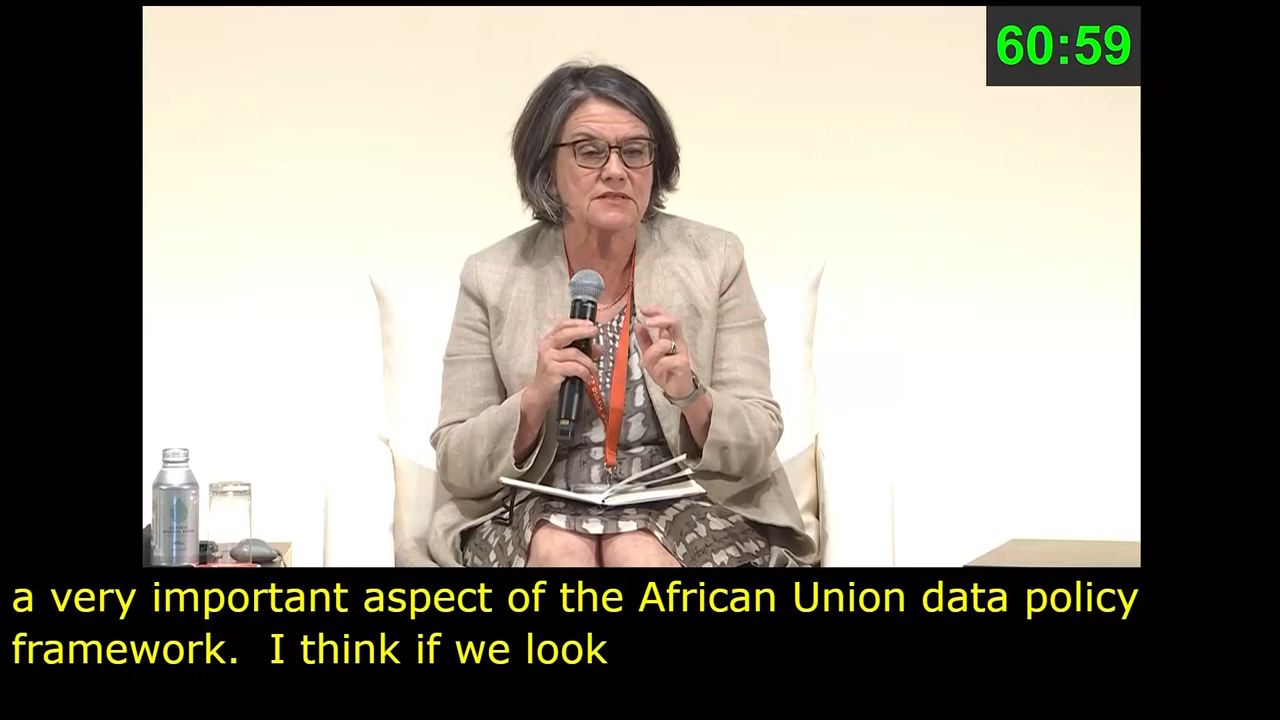 60:59
a very important aspect of the African Union data policy
framework.  I think if we look